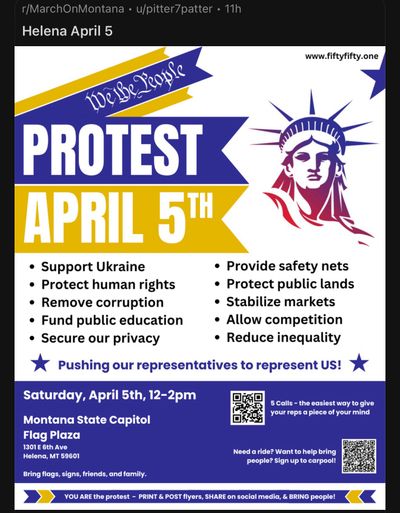 r/MarchOnMontana • u/pitter7patter • 11h
Helena April 5
www.fiftyfifty.one
We the People
PROTEST
APRIL 5TH
• Support Ukraine
• Protect human rights
• Remove corruption
• Fund public education
• Secure our privacy
• Provide safety nets
• Protect public lands
• Stabilize markets
• Allow competition
• Reduce inequality
Pushing our representatives to represent US!
Saturday, April 5th, 12-2pm
Montana State Capitol
Flag Plaza
1301 E 6th Ave
Helena, MT 59601
Bring flags, signs, friends, and family.
5 Calls - the easiest way to give
your reps a piece of your mind
Need a ride? Want to help bring
people? Sign up to carpool!
YOU ARE the protest - PRINT & POST flyers, SHARE on social media, & BRING people!